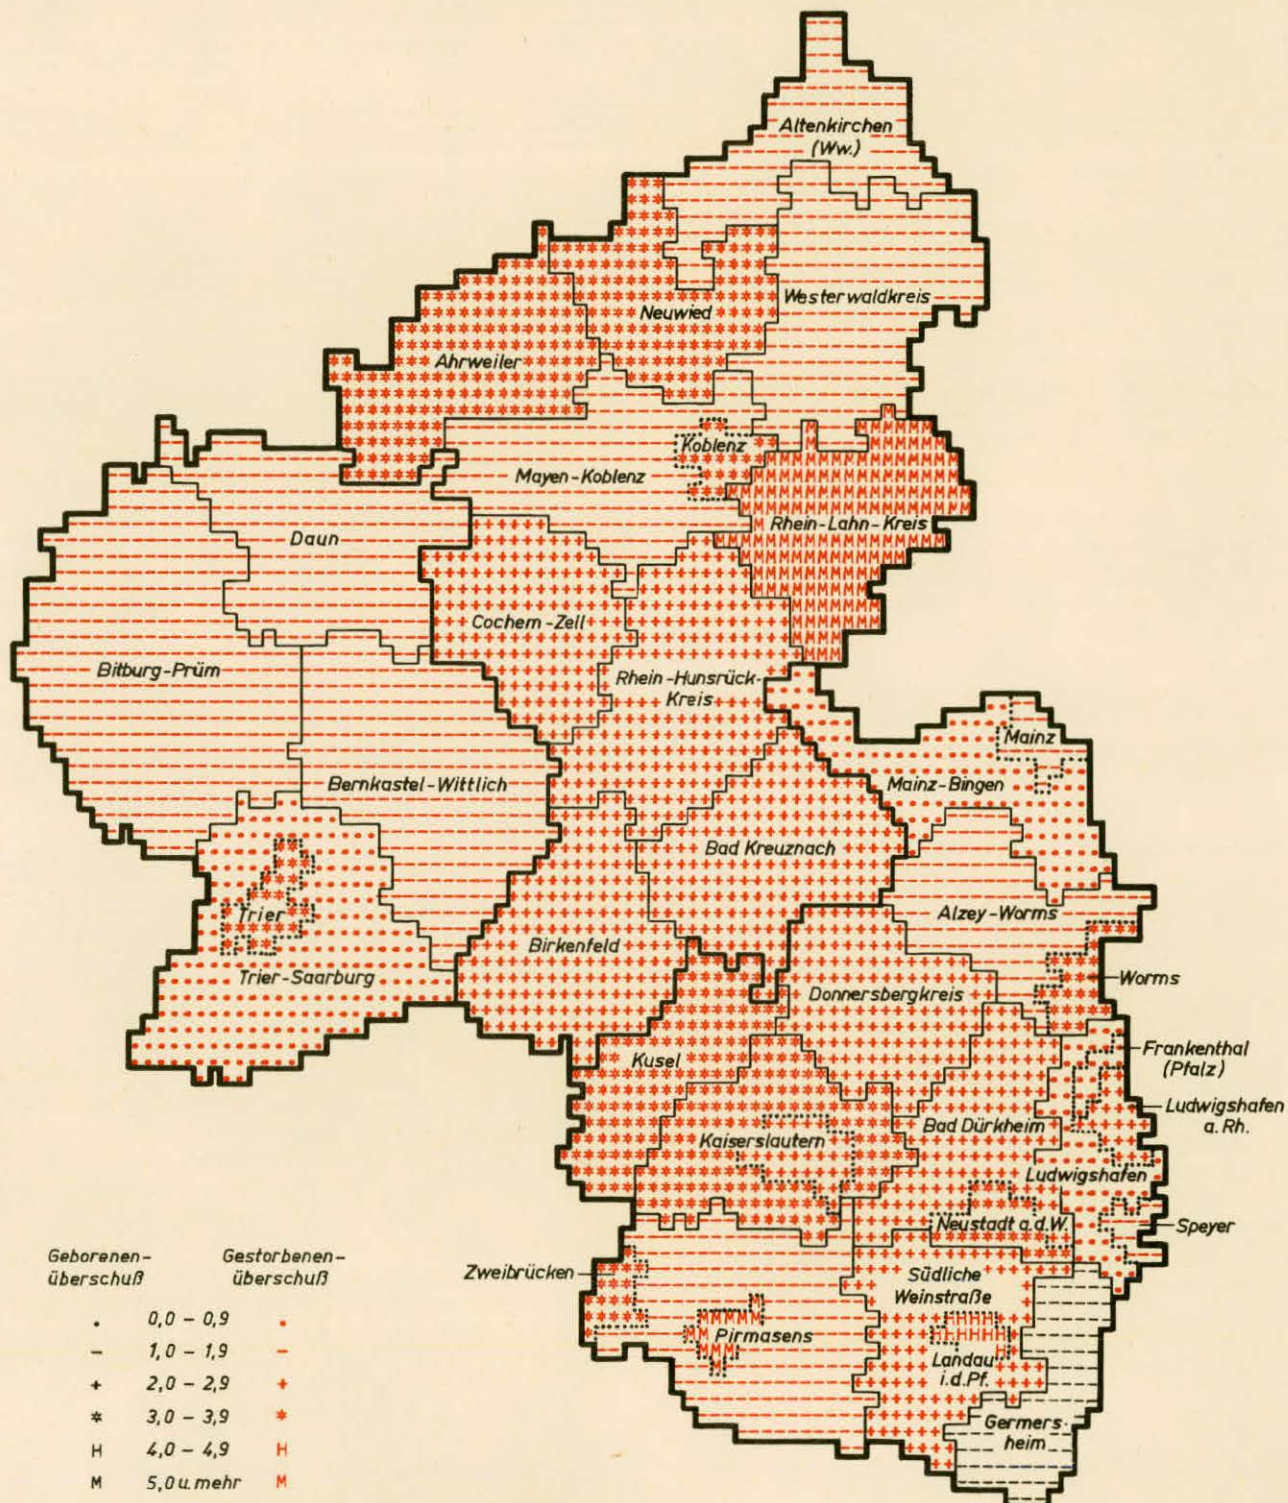 Altenkirchen
(Ww.)
Westerwaldkreis
Neuwied
Ahrweiler
Koblenz
Mayen-Koblenz
Rhein-Lahn-Kreis
Daun
Cochem-Zell
Bitburg-Prüm
Rhein-Hunsrück-
Kreis
Mainz
Bernkastel-Wittlich
Mainz-Bingen
Bad Kreuznach
Trier
Alzey-Worms
Birkenfeld
Trier-Saarburg
Worms
Donnersbergkreis
Kusel
Frankenthal
(Pfalz)
Ludwigshafen
a. Rh.
Bad Dürkheim
Kaiserslautern
Ludwigshafen
Neustadt a.d.W.
Speyer
Zweibrücken
Südliche
Weinstraße
Pirmasens
Landau
i.d.Pf.
Germers-
heim
Geborenen- Gestorbenen-
überschuß überschuß
0,0 - 0,9
1,0 - 1,9
2,0 - 2,9
3,0 - 3,9
H 4,0 - 4,9 H
M 5,0 u. mehr M